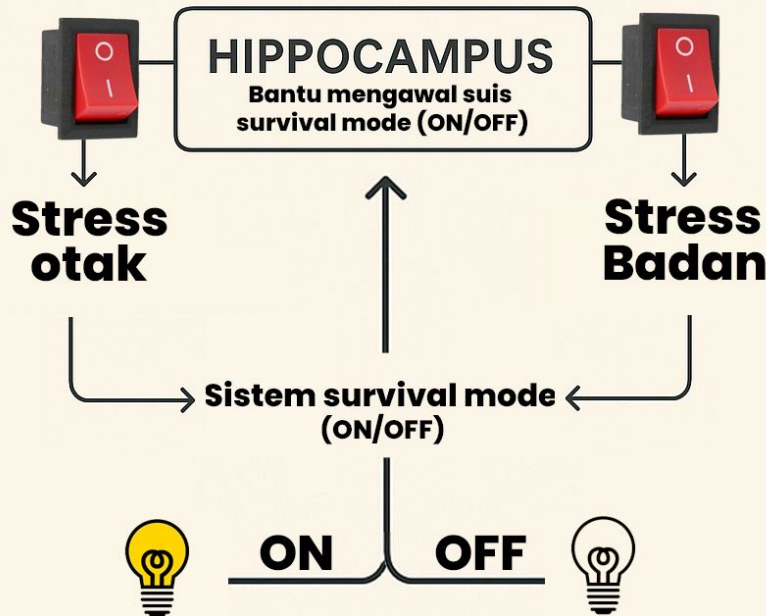 HIPPOCAMPUS
Bantu mengawal suis
survival mode (ON/OFF)
Stress
otak
Stress
Badan
Sistem survival mode
(ON/OFF)
ON
OFF